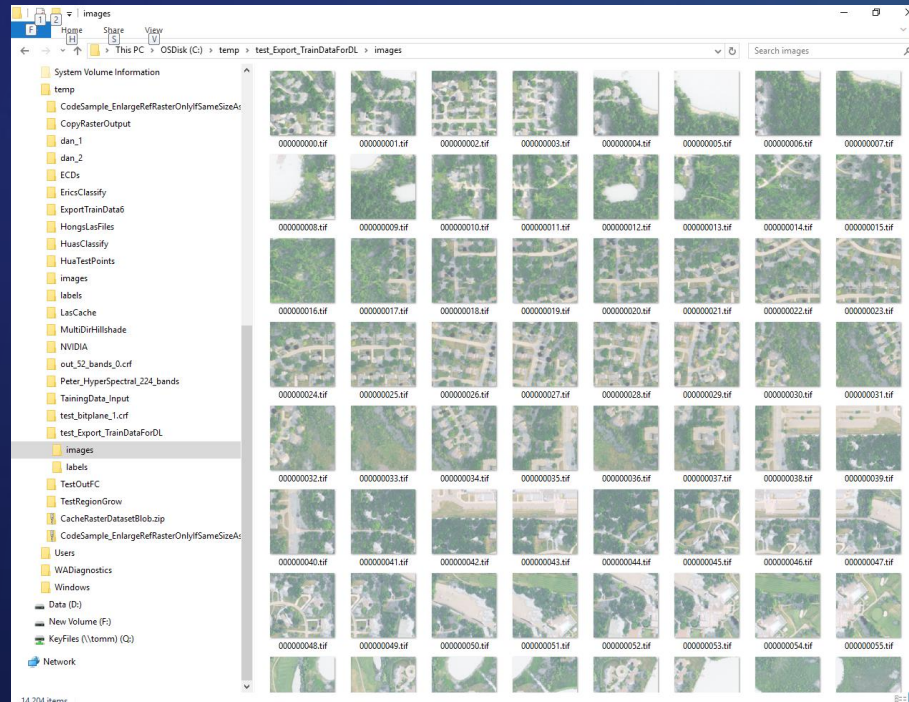 images
1 2
F Home Share View
H S V
This PC > OSDisk (C:) > temp > test_Export_TrainDataForDL > images
Search images
System Volume Information
temp
CodeSample_EnlargeRefRasterOnlyIfSameSizeAs
CopyRasterOutput
dan_1
dan_2
ECDs
EricsClassify
ExportTrainData6
HongsLasFiles
HuasClassify
HuaTestPoints
images
labels
LasCache
MultiDirHillshade
NVIDIA
out_52_bands_0.crf
Peter_HyperSpectral_224_bands
TainingData_Input
test_bitplane_1.crf
test_Export_TrainDataForDL
images
labels
TestOutFC
TestRegionGrow
CacheRasterDatasetBlob.zip
CodeSample_EnlargeRefRasterOnlyIfSameSizeAs
Users
WADiagnostics
Windows
Data (D:)
New Volume (F:)
KeyFiles (\\tomm) (Q:)
Network
000000000.tif 000000001.tif 000000002.tif 000000003.tif 000000004.tif 000000005.tif 000000006.tif 000000007.tif
000000008.tif 000000009.tif 000000010.tif 000000011.tif 000000012.tif 000000013.tif 000000014.tif 000000015.tif
000000016.tif 000000017.tif 000000018.tif 000000019.tif 000000020.tif 000000021.tif 000000022.tif 000000023.tif
000000024.tif 000000025.tif 000000026.tif 000000027.tif 000000028.tif 000000029.tif 000000030.tif 000000031.tif
000000032.tif 000000033.tif 000000034.tif 000000035.tif 000000036.tif 000000037.tif 000000038.tif 000000039.tif
000000040.tif 000000041.tif 000000042.tif 000000043.tif 000000044.tif 000000045.tif 000000046.tif 000000047.tif
000000048.tif 000000049.tif 000000050.tif 000000051.tif 000000052.tif 000000053.tif 000000054.tif 000000055.tif
14,204 items